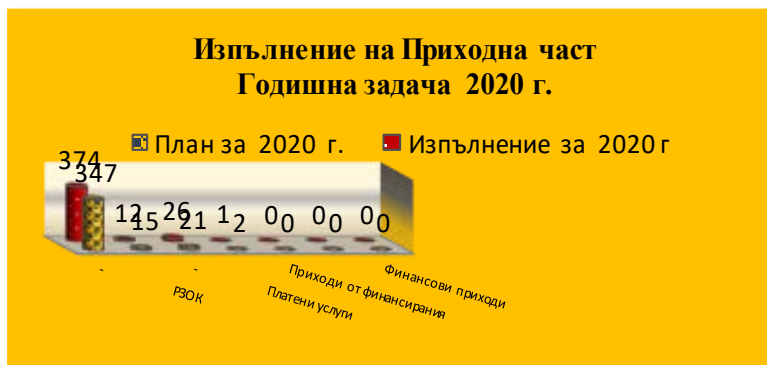 Изпълнение на Приходна част
Годишна задача 2020 г.
План за 2020 г.
Изпълнение за 2020 г
374
347
12
15
26
21
1
2
0
0
0
0
0
0
-
РЗОК
-
Платени услуги
Приходи от финансирания
Финансови приходи